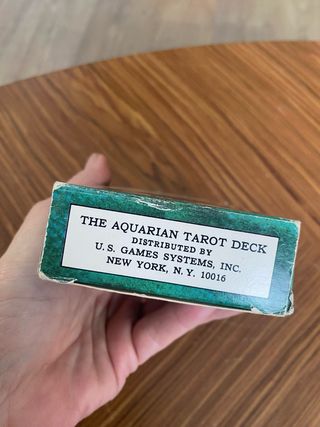 THE AQUARIAN TAROT DECK
DISTRIBUTED BY
U. S. GAMES SYSTEMS, INC.
NEW YORK, N. Y. 10016